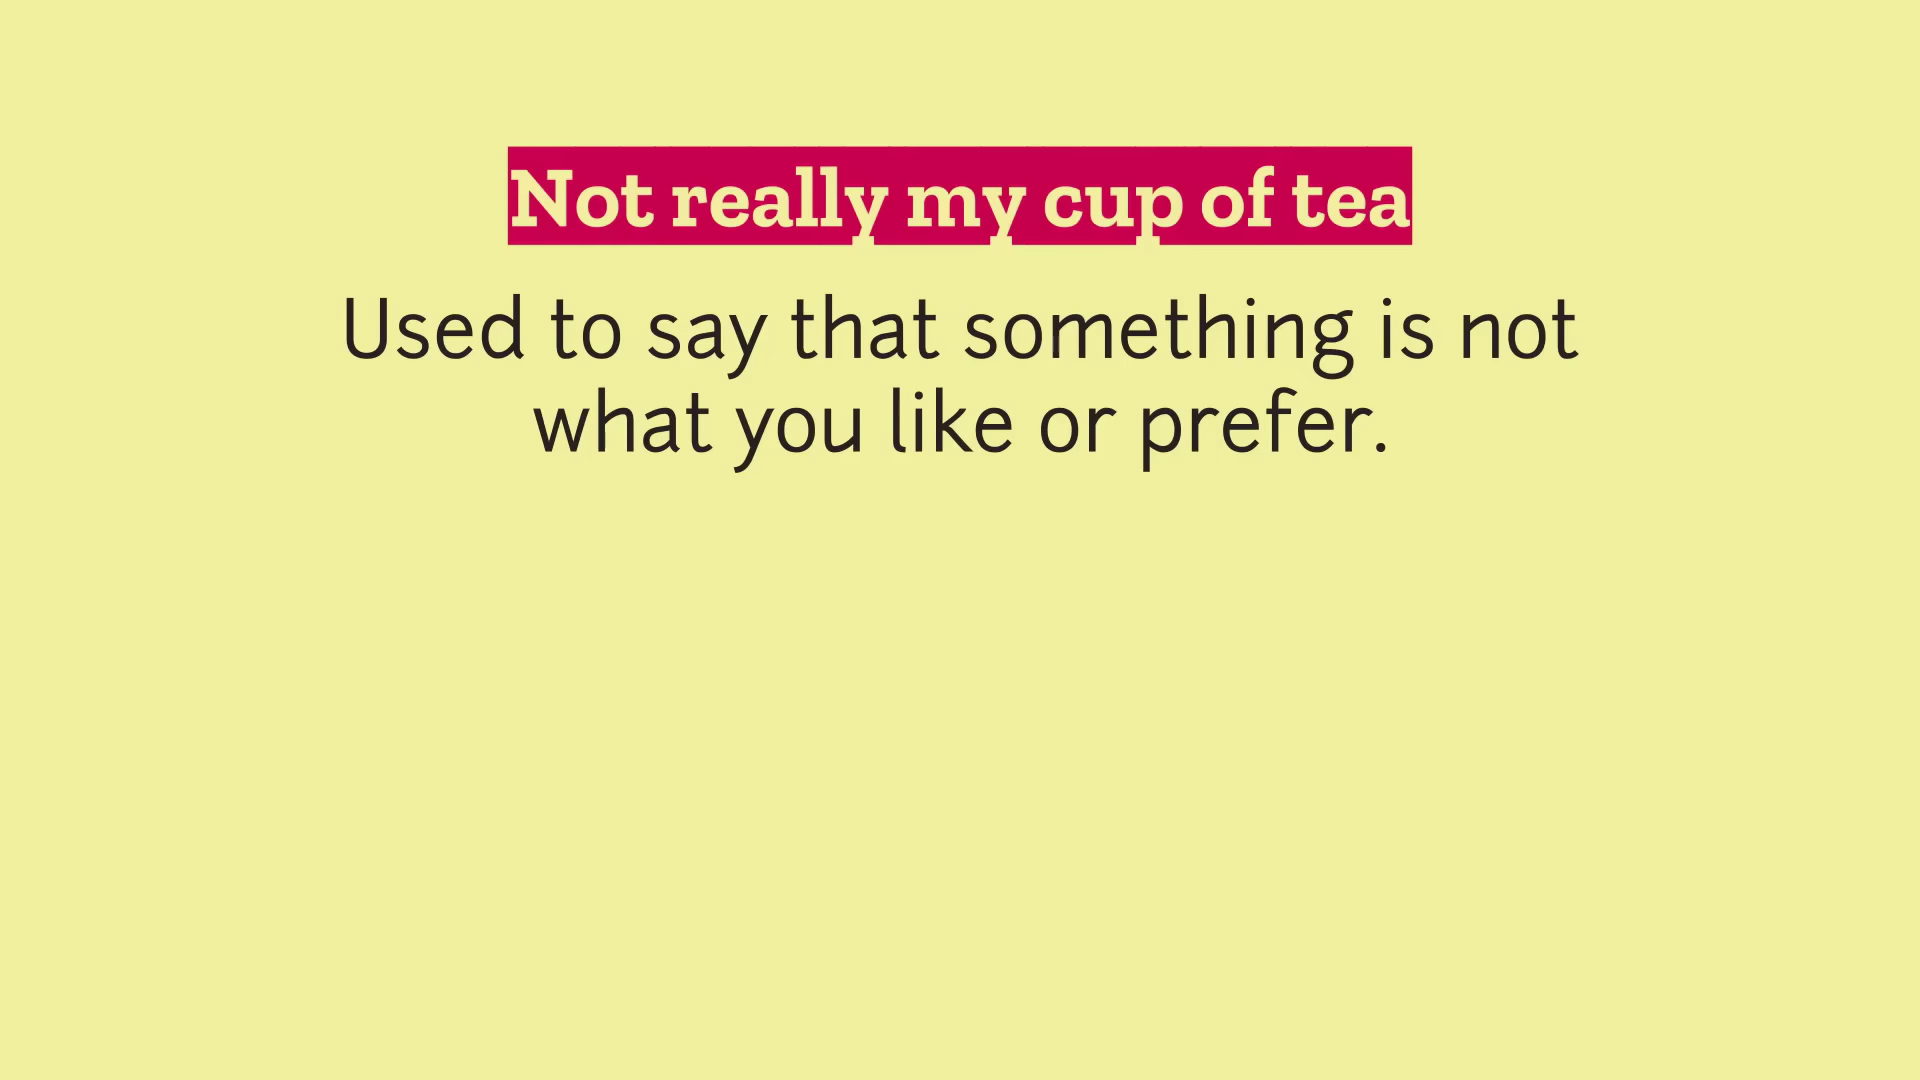 Not really my cup of tea
Used to say that something is not
what you like or prefer.